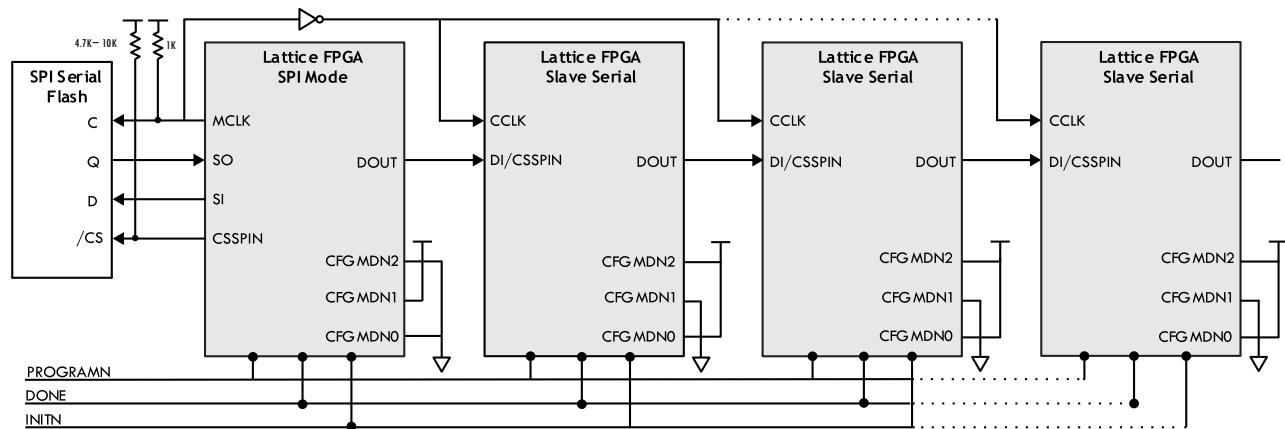 4.7K– 10K
1K
SPI Serial
Flash
C
Q
D
/CS
Lattice FPGA
SPI Mode
MCLK
SO
SI
CSSPIN
DOUT
CFGMDN2
CFGMDN1
CFGMDN0
Lattice FPGA
Slave Serial
CCLK
DI/CSSPIN
DOUT
CFGMDN2
CFGMDN1
CFGMDN0
Lattice FPGA
Slave Serial
CCLK
DI/CSSPIN
DOUT
CFGMDN2
CFGMDN1
CFGMDN0
Lattice FPGA
Slave Serial
CCLK
DI/CSSPIN
DOUT
CFGMDN2
CFGMDN1
CFGMDN0
PROGRAMN
DONE
INITN